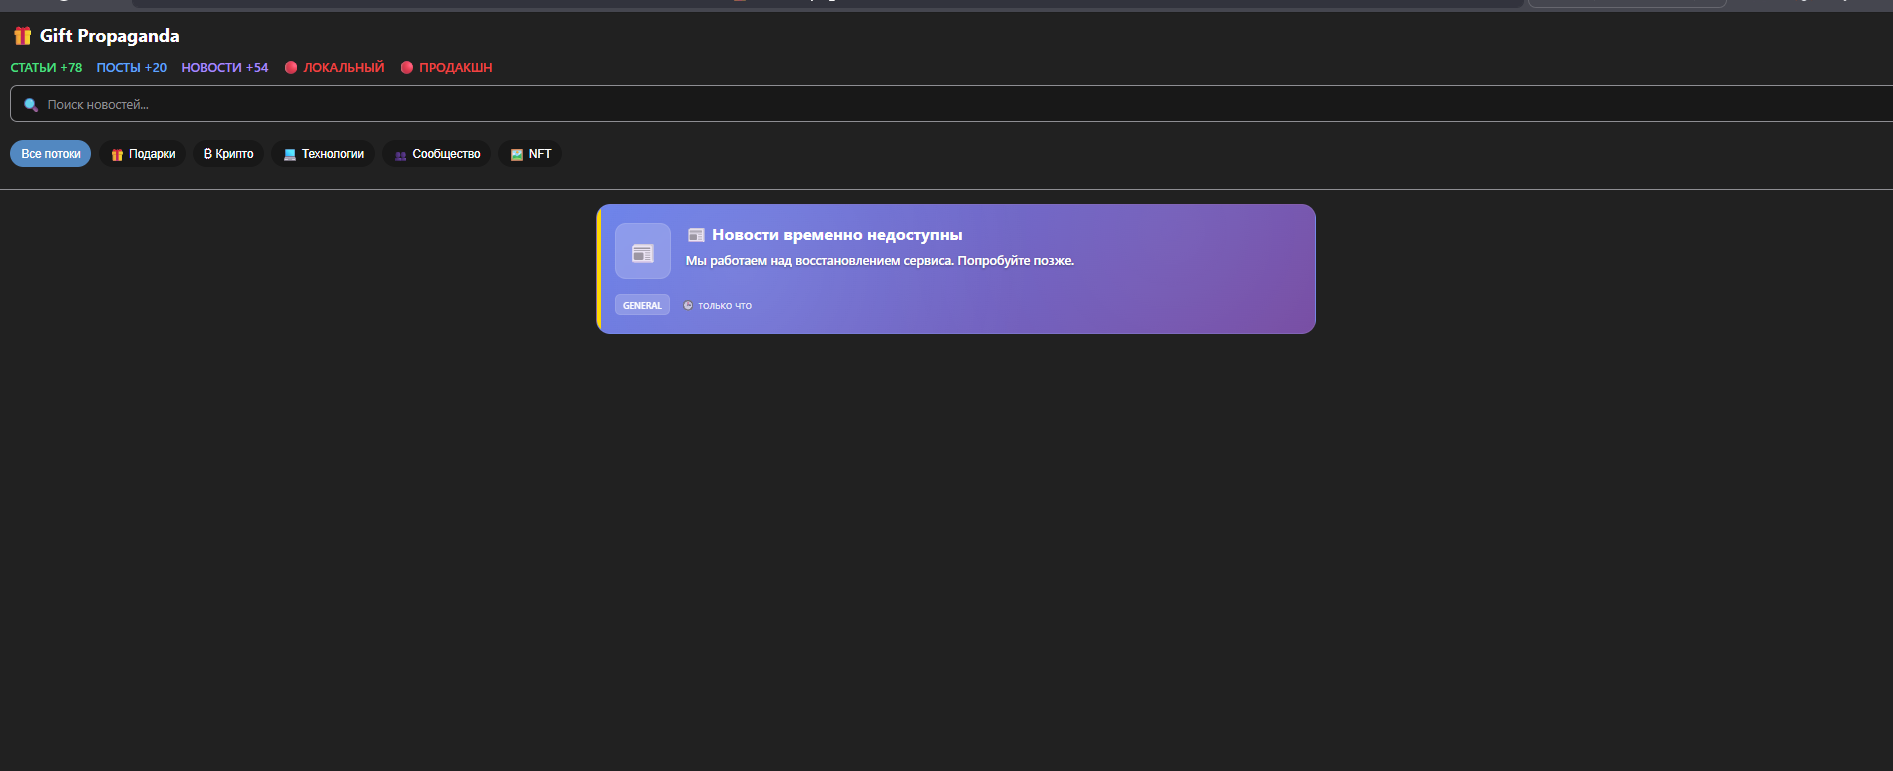 Gift Propaganda
СТАТЬИ +78 ПОСТЫ +20 НОВОСТИ +54 ЛОКАЛЬНЫЙ ПРОДАКШН
Поиск новостей...
Все потоки Подарки ₿ Крипто Технологии Сообщество NFT
Новости временно недоступны
Мы работаем над восстановлением сервиса. Попробуйте позже.
GENERAL только что